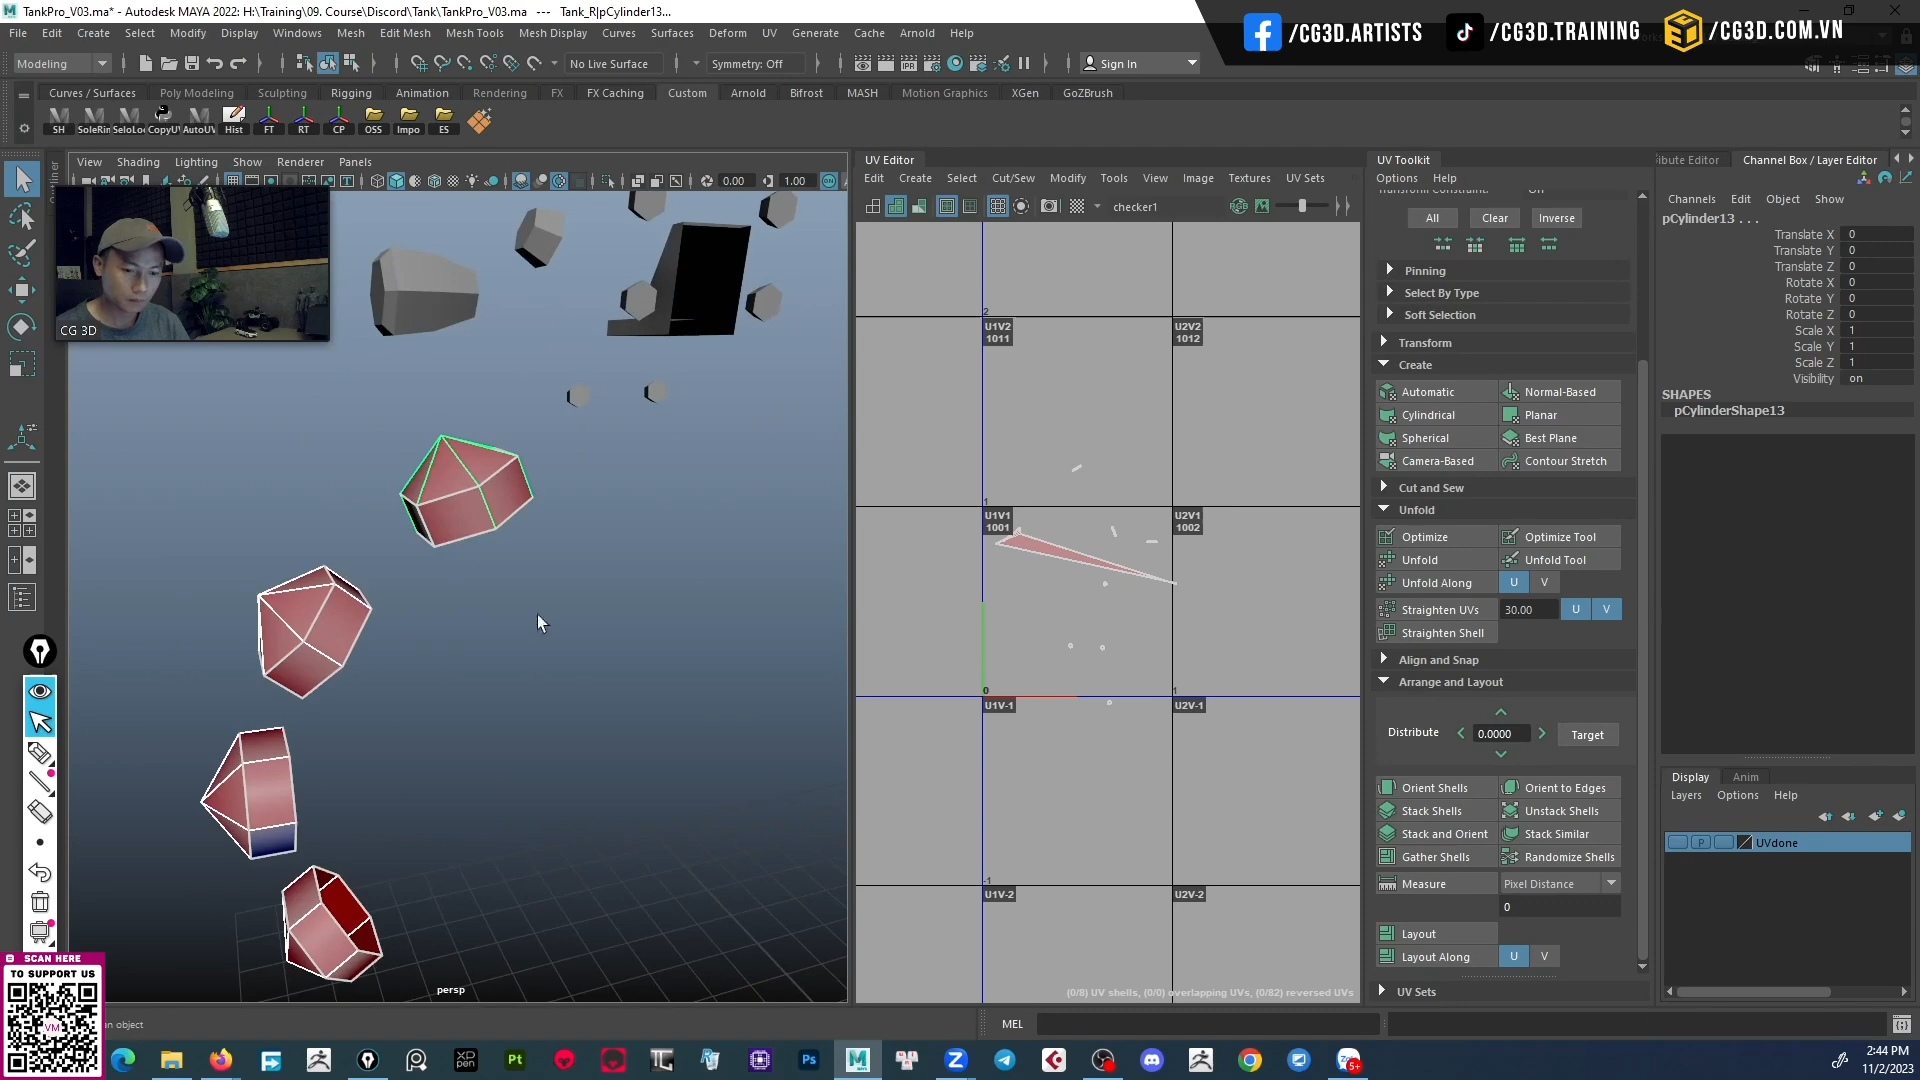 TankPro_V03.ma* - Autodesk MAYA 2022: H:\Training\09. Course\Discord\Tank\TankPro_V03.ma --- Tank_R|pCylinder13...
/CG3D.ARTISTS /CG3D.TRAINING /CG3D.COM.VN
File Edit Create Select Modify Display Windows Mesh Edit Mesh Mesh Tools Mesh Display Curves Surfaces Deform UV Generate Cache Arnold Help
Modeling No Live Surface Symmetry: Off Sign In
Curves / Surfaces Poly Modeling Sculpting Rigging Animation Rendering FX FX Caching Custom Arnold Bifrost MASH Motion Graphics XGen GoZBrush
SH SoleRin SeloLoc CopyUV AutoUV Hist FT RT CP OSS Impo ES
View Shading Lighting Show Renderer Panels
0.00 1.00
CG 3D
persp
UV Editor
Edit Create Select Cut/Sew Modify Tools View Image Textures UV Sets
checker1
2
U1V2 1011
U2V2 1012
1
U1V1 1001
U2V1 1002
0 1
U1V-1 U2V-1
-1
U1V-2 U2V-2
(0/8) UV shells, (0/0) overlapping UVs, (0/82) reversed UVs
UV Toolkit
Options Help
Transform Constraint: Off
All Clear Inverse
Pinning
Select By Type
Soft Selection
Transform
Create
Automatic Normal-Based
Cylindrical Planar
Spherical Best Plane
Camera-Based Contour Stretch
Cut and Sew
Unfold
Optimize Optimize Tool
Unfold Unfold Tool
Unfold Along U V
Straighten UVs 30.00 U V
Straighten Shell
Align and Snap
Arrange and Layout
Distribute 0.0000 Target
Orient Shells Orient to Edges
Stack Shells Unstack Shells
Stack and Orient Stack Similar
Gather Shells Randomize Shells
Measure Pixel Distance
0
Layout
Layout Along U V
UV Sets
ibute Editor Channel Box / Layer Editor
Channels Edit Object Show
pCylinder13 . . .
Translate X 0
Translate Y 0
Translate Z 0
Rotate X 0
Rotate Y 0
Rotate Z 0
Scale X 1
Scale Y 1
Scale Z 1
Visibility on
SHAPES
pCylinderShape13
Display Anim
Layers Options Help
P UVdone
SCAN HERE
TO SUPPORT US
VM
n object
MEL
Pt Ps
5+
2:44 PM
11/2/2023